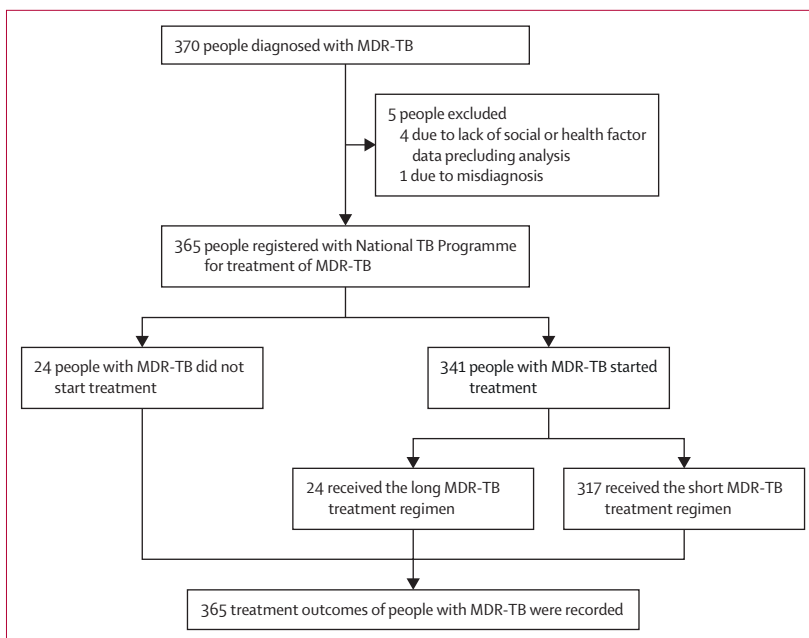 370 people diagnosed with MDR-TB
5 people excluded
4 due to lack of social or health factor
data precluding analysis
1 due to misdiagnosis
365 people registered with National TB Programme
for treatment of MDR-TB
24 people with MDR-TB did not
start treatment
341 people with MDR-TB started
treatment
24 received the long MDR-TB
treatment regimen
317 received the short MDR-TB
treatment regimen
365 treatment outcomes of people with MDR-TB were recorded